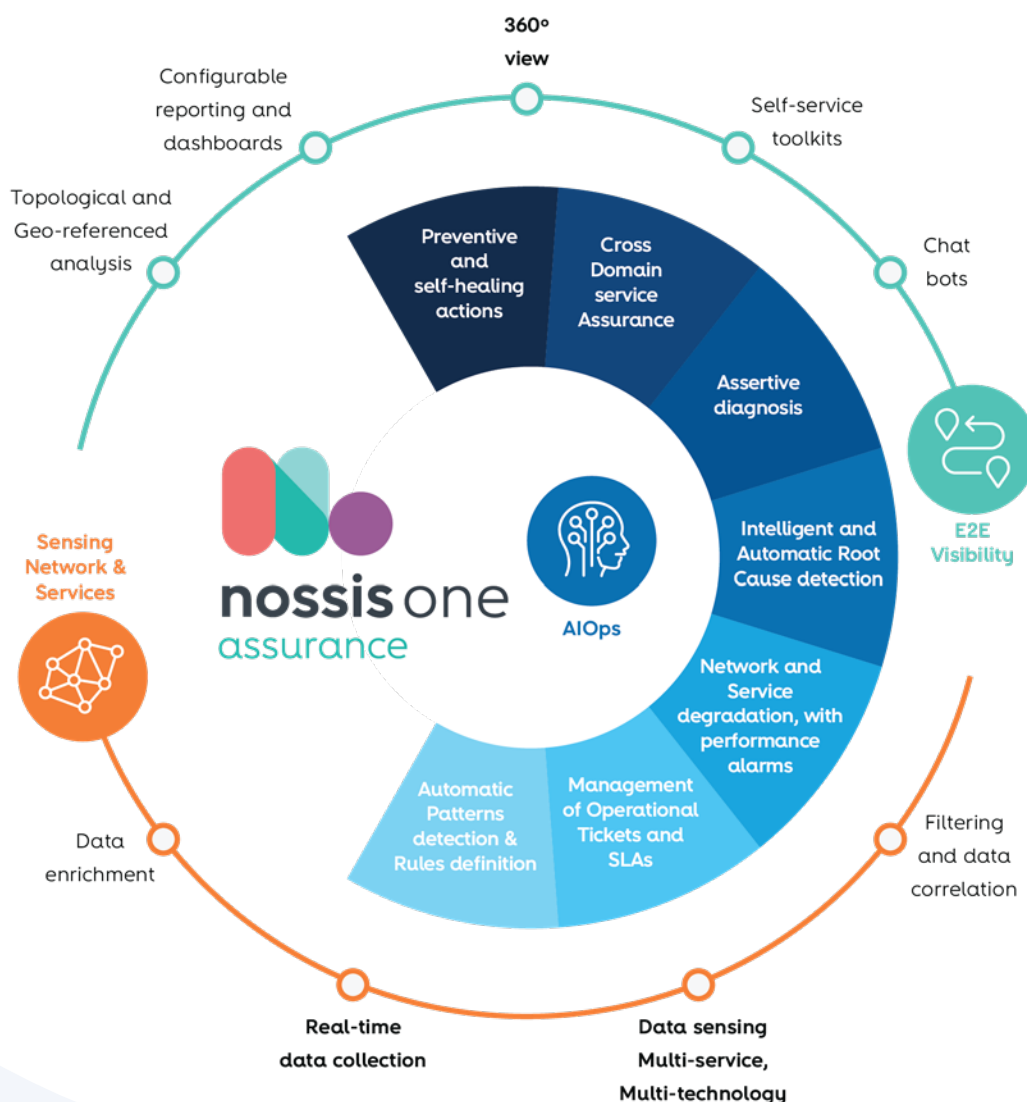 360º
view
Configurable
reporting and
dashboards
Self-service
toolkits
Topological and
Geo-referenced
analysis
Chat
bots
Preventive
and
self-healing
actions
Cross
Domain
service
Assurance
Assertive
diagnosis
Intelligent and
Automatic Root
Cause detection
E2E
Visibility
Sensing
Network &
Services
nossis one
assurance
AIOps
Network and
Service
degradation, with
performance
alarms
Management
of Operational
Tickets and
SLAs
Automatic
Patterns
detection &
Rules definition
Data
enrichment
Filtering
and data
correlation
Real-time
data collection
Data sensing
Multi-service,
Multi-technology